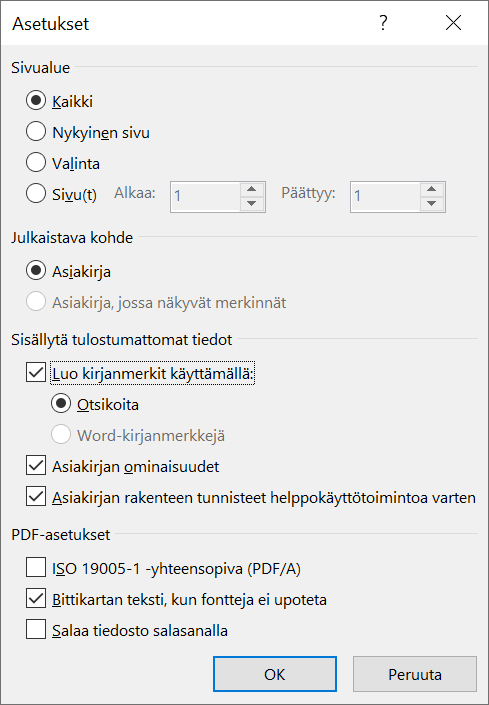 Asetukset ?
Sivualue
Kaikki
Nykyinen sivu
Valinta
Sivu(t) Alkaa: 1 Päättyy: 1
Julkaistava kohde
Asiakirja
Asiakirja, jossa näkyvät merkinnät
Sisällytä tulostumattomat tiedot
Luo kirjanmerkit käyttämällä:
Otsikoita
Word-kirjanmerkkejä
Asiakirjan ominaisuudet
Asiakirjan rakenteen tunnisteet helppokäyttötoimintoa varten
PDF-asetukset
ISO 19005-1 -yhteensopiva (PDF/A)
Bittikartan teksti, kun fontteja ei upoteta
Salaa tiedosto salasanalla
OK Peruuta